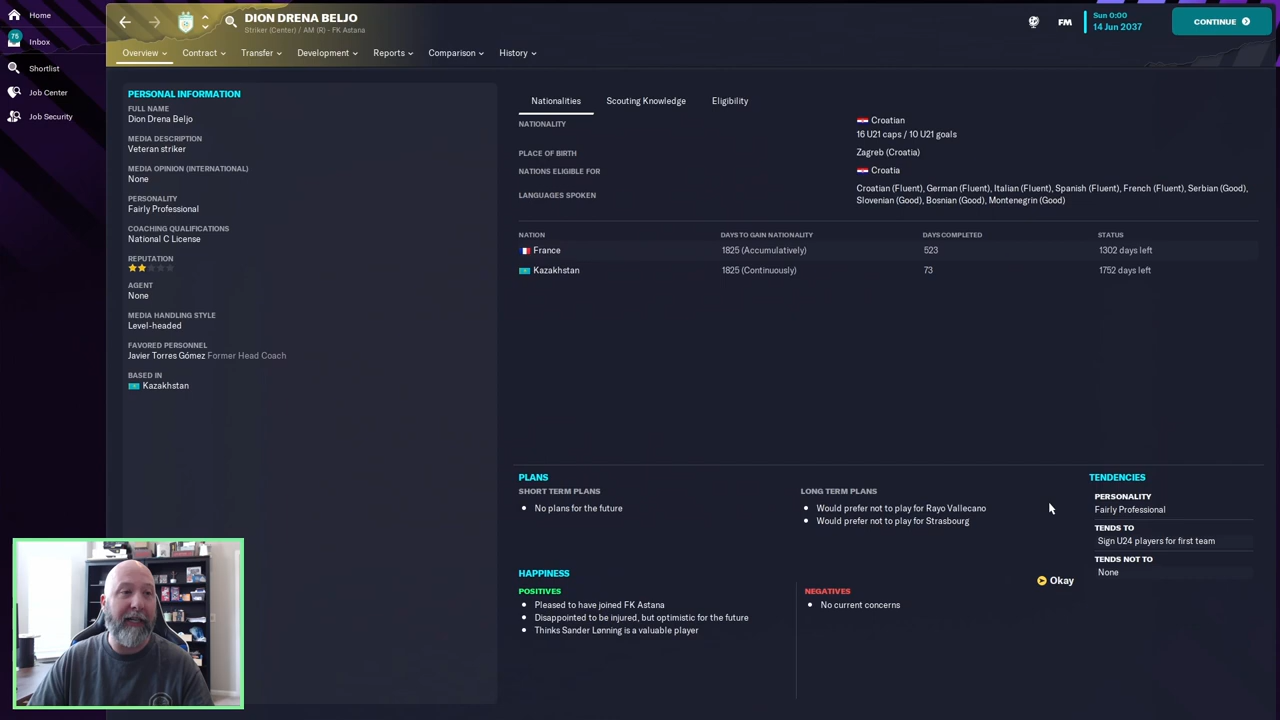 Home
75
Inbox
Shortlist
Job Center
Job Security
DION DRENA BELJO
Striker (Center) / AM (R) - FK Astana
FM
Sun 0:00
14 Jun 2037
CONTINUE
Overview
Contract
Transfer
Development
Reports
Comparison
History
PERSONAL INFORMATION
FULL NAME
Dion Drena Beljo
MEDIA DESCRIPTION
Veteran striker
MEDIA OPINION (INTERNATIONAL)
None
PERSONALITY
Fairly Professional
COACHING QUALIFICATIONS
National C License
REPUTATION
AGENT
None
MEDIA HANDLING STYLE
Level-headed
FAVORED PERSONNEL
Javier Torres Gómez Former Head Coach
BASED IN
Kazakhstan
Nationalities Scouting Knowledge Eligibility
NATIONALITY
Croatian
16 U21 caps / 10 U21 goals
PLACE OF BIRTH
Zagreb (Croatia)
NATIONS ELIGIBLE FOR
Croatia
LANGUAGES SPOKEN
Croatian (Fluent), German (Fluent), Italian (Fluent), Spanish (Fluent), French (Fluent), Serbian (Good),
Slovenian (Good), Bosnian (Good), Montenegrin (Good)
NATION DAYS TO GAIN NATIONALITY DAYS COMPLETED STATUS
France 1825 (Accumulatively) 523 1302 days left
Kazakhstan 1825 (Continuously) 73 1752 days left
PLANS
SHORT TERM PLANS
No plans for the future
LONG TERM PLANS
Would prefer not to play for Rayo Vallecano
Would prefer not to play for Strasbourg
TENDENCIES
PERSONALITY
Fairly Professional
TENDS TO
Sign U24 players for first team
TENDS NOT TO
None
HAPPINESS
Okay
POSITIVES
Pleased to have joined FK Astana
Disappointed to be injured, but optimistic for the future
Thinks Sander Lønning is a valuable player
NEGATIVES
No current concerns